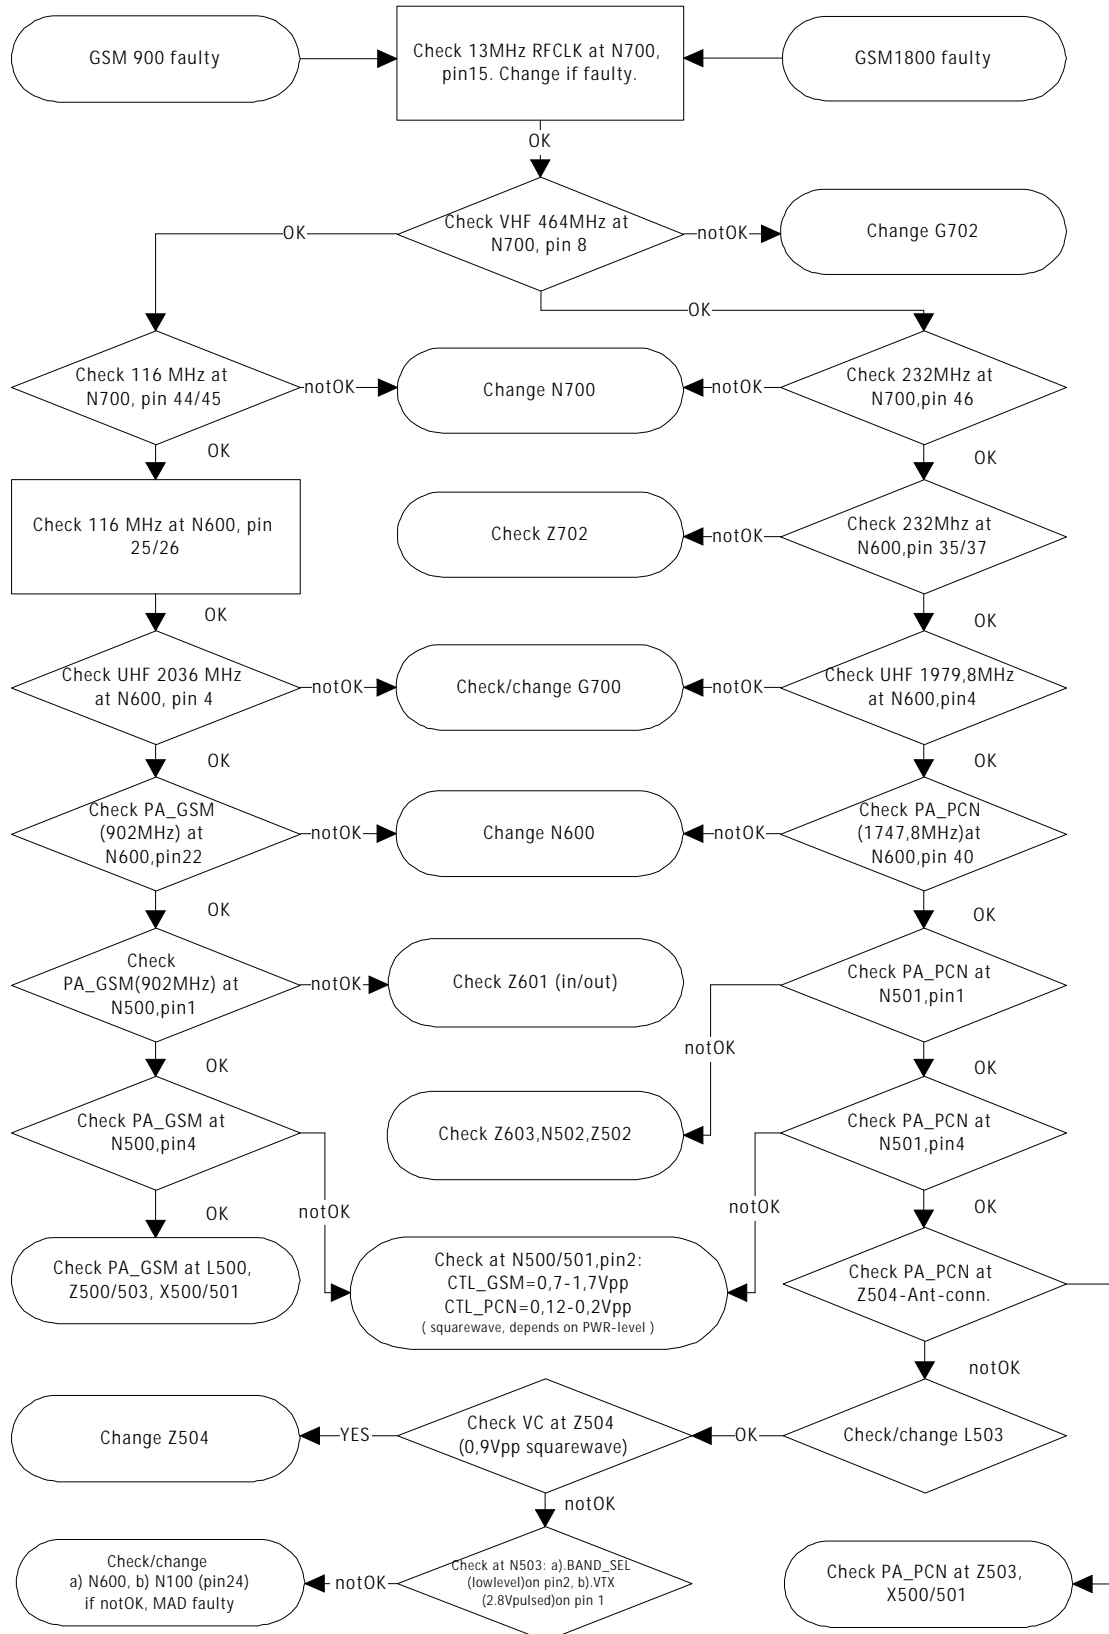 GSM 900 faulty
Check 13MHz RFCLK at N700,
pin15. Change if faulty.
GSM1800 faulty
OK
Check VHF 464MHz at
N700, pin 8
OK
notOK
Change G702
OK
Check 116 MHz at
N700, pin 44/45
notOK
Change N700
notOK
Check 232MHz at
N700,pin 46
OK
OK
Check 116 MHz at N600, pin
25/26
Check Z702
notOK
Check 232Mhz at
N600,pin 35/37
OK
OK
Check UHF 2036 MHz
at N600, pin 4
notOK
Check/change G700
notOK
Check UHF 1979,8MHz
at N600,pin4
OK
OK
Check PA_GSM
(902MHz) at
N600,pin22
notOK
Change N600
notOK
Check PA_PCN
(1747,8MHz)at
N600,pin 40
OK
OK
Check
PA_GSM(902MHz) at
N500,pin1
notOK
Check Z601 (in/out)
Check PA_PCN at
N501,pin1
notOK
OK
OK
Check PA_GSM at
N500,pin4
Check Z603,N502,Z502
Check PA_PCN at
N501,pin4
OK
notOK
notOK
OK
Check PA_GSM at L500,
Z500/503, X500/501
Check at N500/501,pin2:
CTL_GSM=0,7-1,7Vpp
CTL_PCN=0,12-0,2Vpp
( squarewave, depends on PWR-level )
Check PA_PCN at
Z504-Ant-conn.
notOK
Change Z504
YES
Check VC at Z504
(0,9Vpp squarewave)
OK
Check/change L503
notOK
Check/change
a) N600, b) N100 (pin24)
if notOK, MAD faulty
notOK
Check at N503: a).BAND_SEL
(lowlevel)on pin2, b).VTX
(2.8Vpulsed)on pin 1
Check PA_PCN at Z503,
X500/501